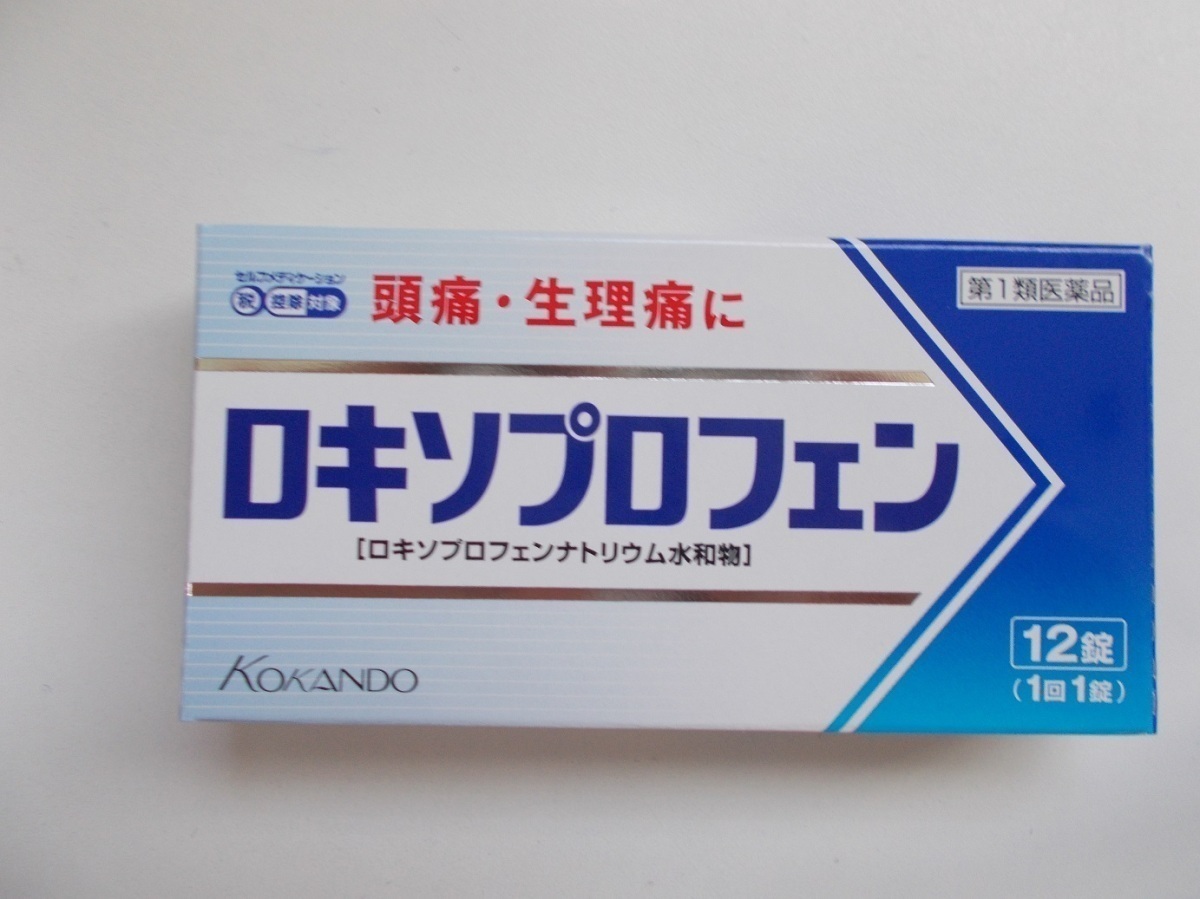 セルフメディケーション
税 控除 対象
頭痛・生理痛に
第1類医薬品
ロキソプロフェン
[ロキソプロフェンナトリウム水和物]
KOKANDO
12錠
(1回1錠)